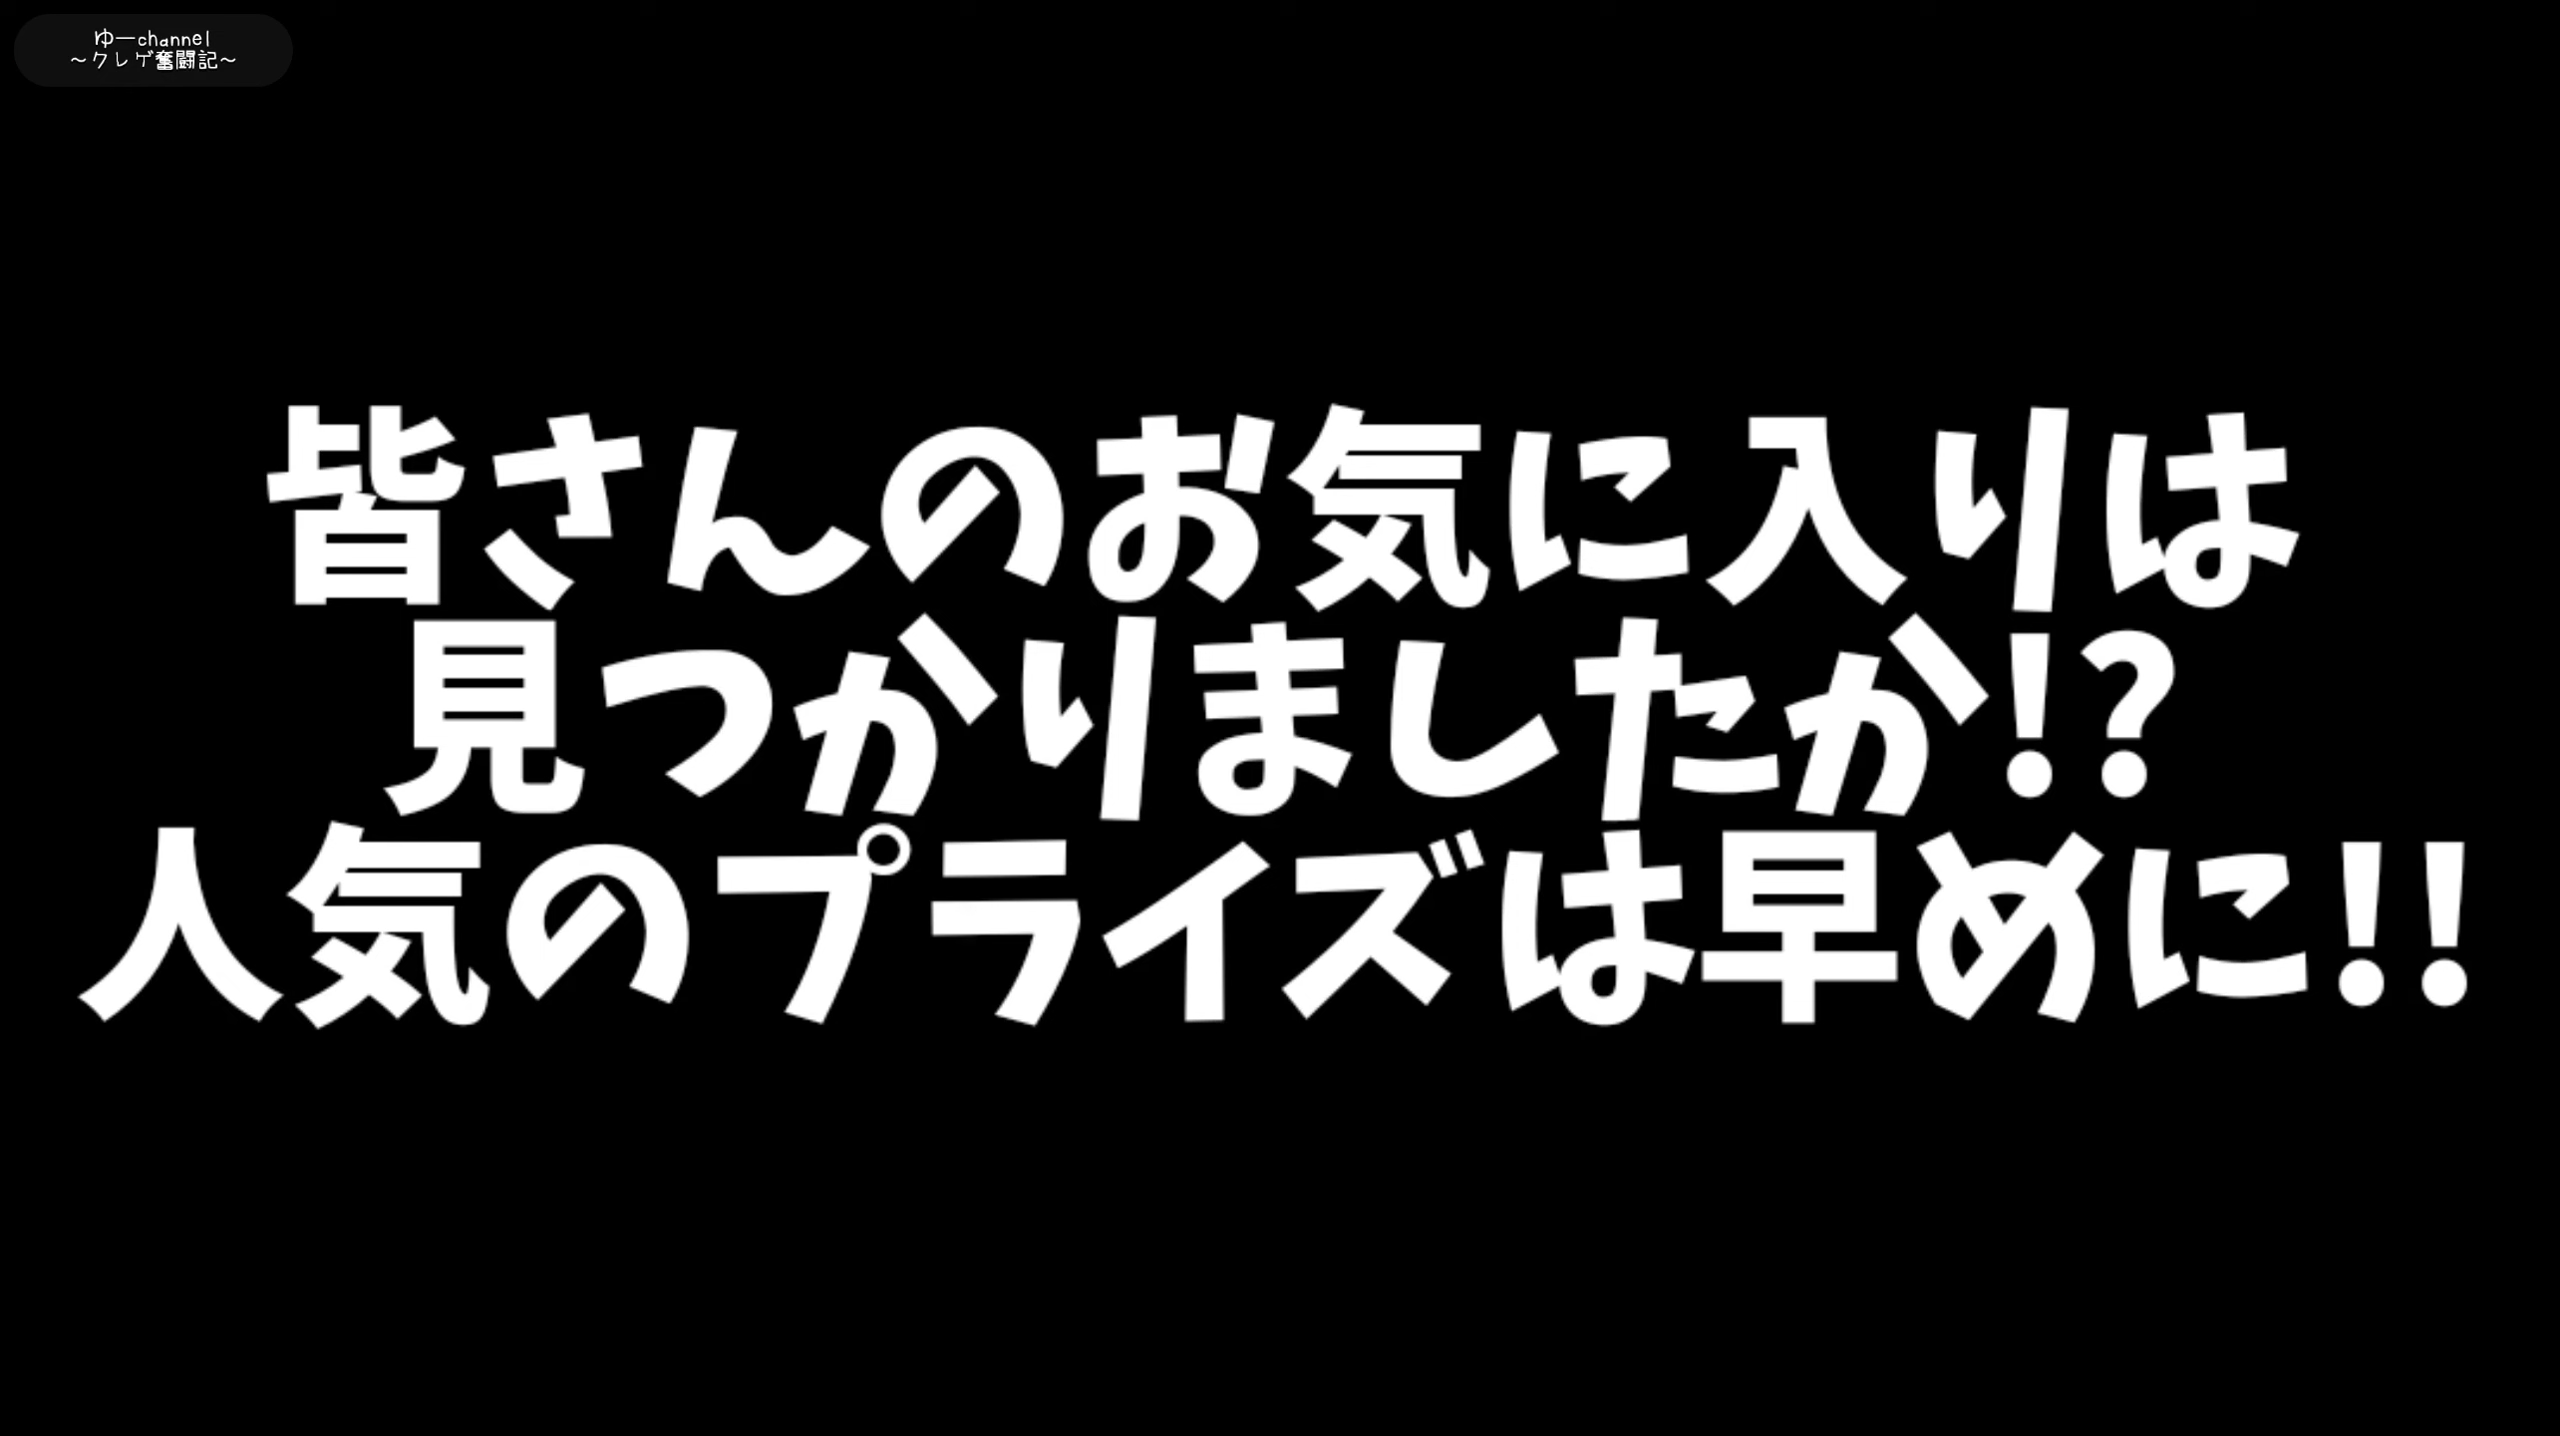 ゆーchannel
〜クレゲ奮闘記〜
皆さんのお気に入りは
見つかりましたか!?
人気のプライズは早めに!!